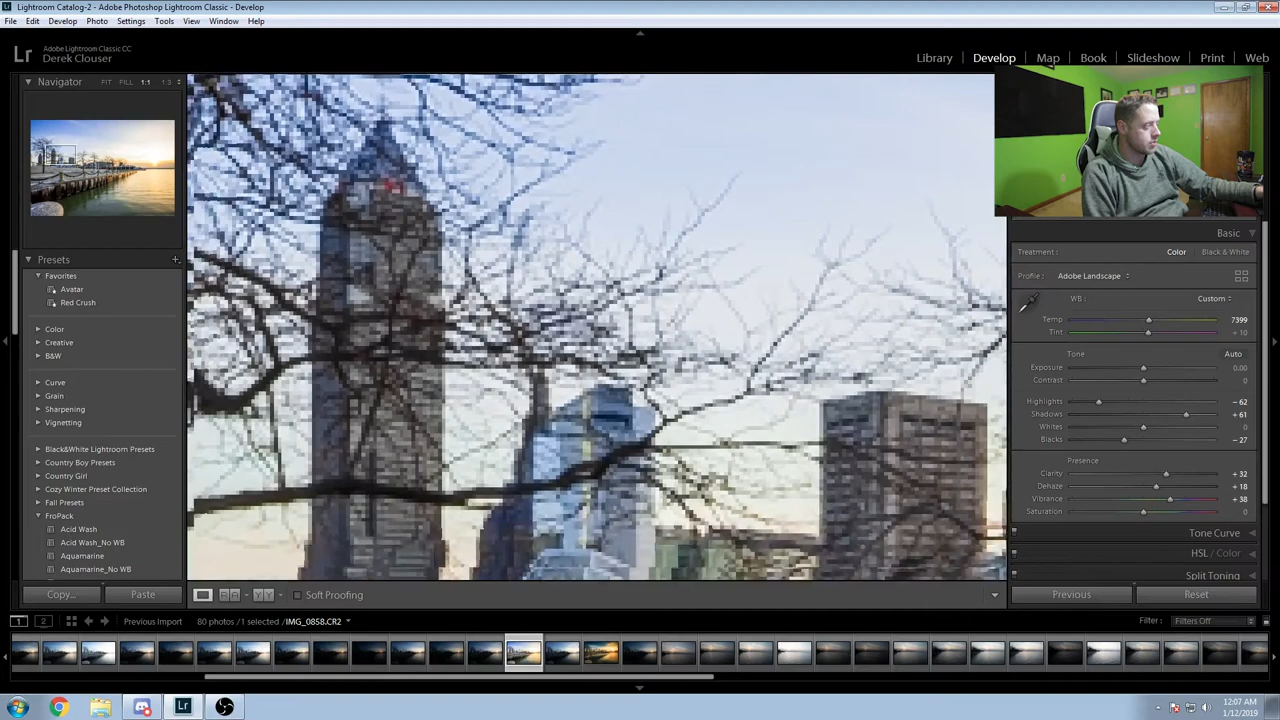 Lightroom Catalog-2 - Adobe Photoshop Lightroom Classic - Develop
File Edit Develop Photo Settings Tools View Window Help
Lr
Adobe Lightroom Classic CC
Derek Clouser
Library | Develop | Map | Book | Slideshow | Print | Web
Navigator FIT FILL 1:1 1:3
Presets
Favorites
Avatar
Red Crush
Color
Creative
B&W
Curve
Grain
Sharpening
Vignetting
Black&White Lightroom Presets
Country Boy Presets
Country Girl
Cozy Winter Preset Collection
Fall Presets
FroPack
Acid Wash
Acid Wash_No WB
Aquamarine
Aquamarine_No WB
Copy... Paste
Basic
Treatment: Color Black & White
Profile: Adobe Landscape
WB: Custom
Temp 7399
Tint + 10
Tone Auto
Exposure 0.00
Contrast 0
Highlights - 62
Shadows + 61
Whites 0
Blacks - 27
Presence
Clarity + 32
Dehaze + 18
Vibrance + 38
Saturation 0
Tone Curve
HSL / Color
Split Toning
Previous Reset
RA YY Soft Proofing
1 2 Previous Import 80 photos /1 selected /IMG_0858.CR2 Filter: Filters Off
Lr
12:07 AM
1/12/2019